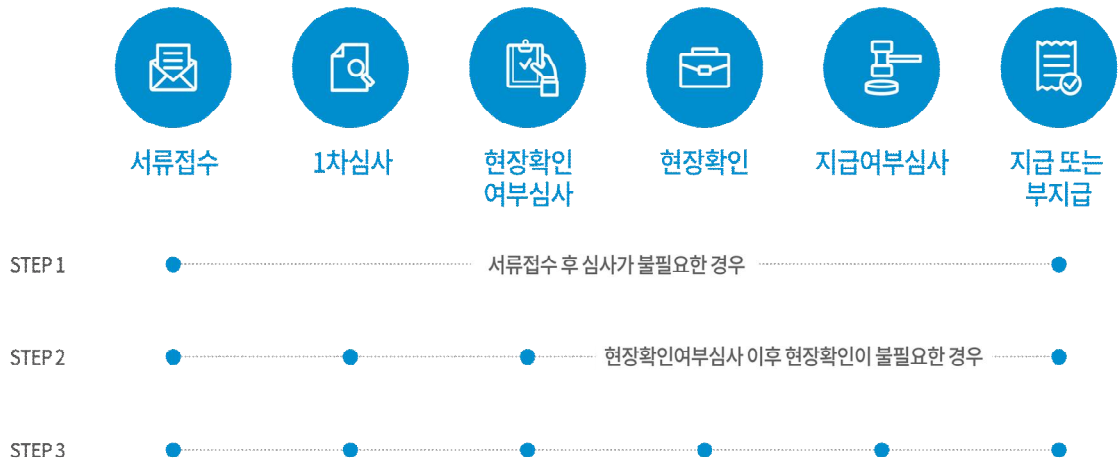 서류접수
1차심사
현장확인
여부심사
현장확인
지급여부심사
지급 또는
부지급
STEP 1
서류접수 후 심사가 불필요한 경우
STEP 2
현장확인여부심사 이후 현장확인이 불필요한 경우
STEP 3